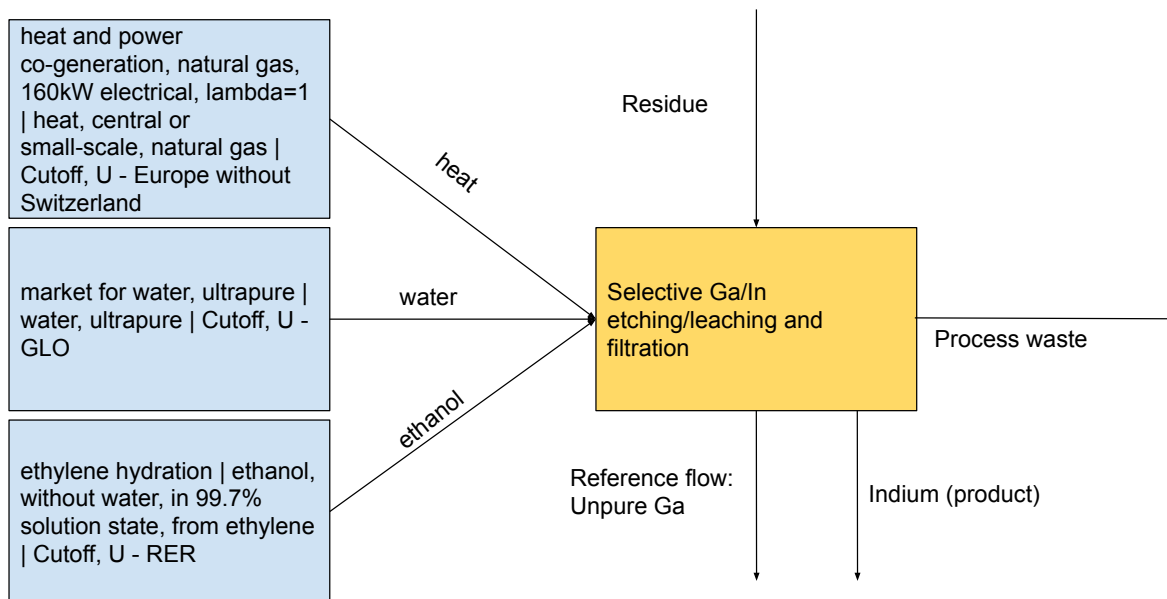 heat and power
co-generation, natural gas,
160kW electrical, lambda=1
| heat, central or
small-scale, natural gas |
Cutoff, U - Europe without
Switzerland
Residue
heat
market for water, ultrapure |
water, ultrapure | Cutoff, U -
GLO
water
Selective Ga/In
etching/leaching and
filtration
Process waste
ethanol
ethylene hydration | ethanol,
without water, in 99.7%
solution state, from ethylene
| Cutoff, U - RER
Reference flow:
Unpure Ga
Indium (product)